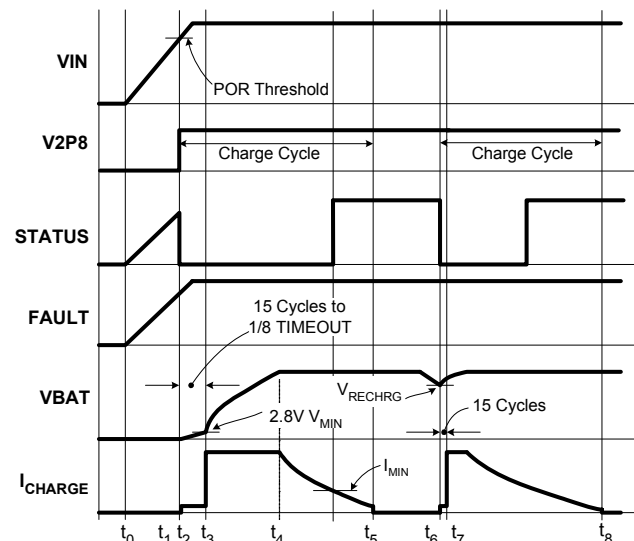 VIN
POR Threshold
V2P8
Charge Cycle
Charge Cycle
STATUS
FAULT
15 Cycles to
1/8 TIMEOUT
VBAT
VRECHRG
2.8V VMIN
15 Cycles
ICHARGE
IMIN
t0 t1 t2 t3 t4 t5 t6 t7 t8